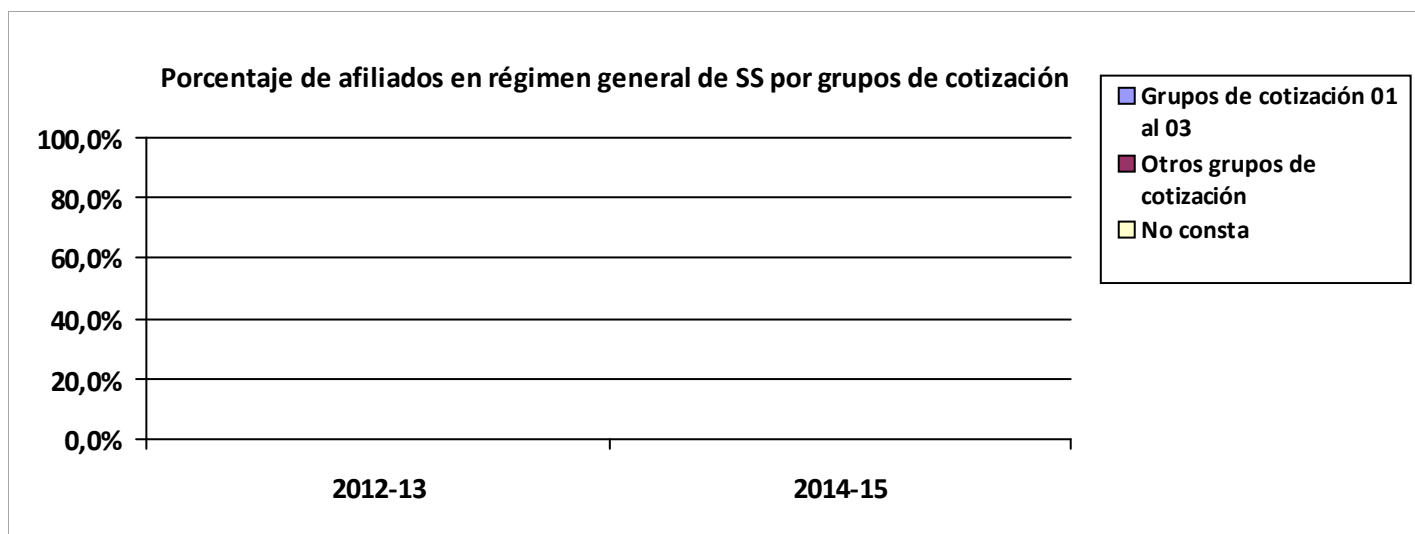 Porcentaje de afiliados en régimen general de SS por grupos de cotización
100,0%
80,0%
60,0%
40,0%
20,0%
0,0%
2012-13
2014-15
Grupos de cotización 01
al 03
Otros grupos de
cotización
No consta